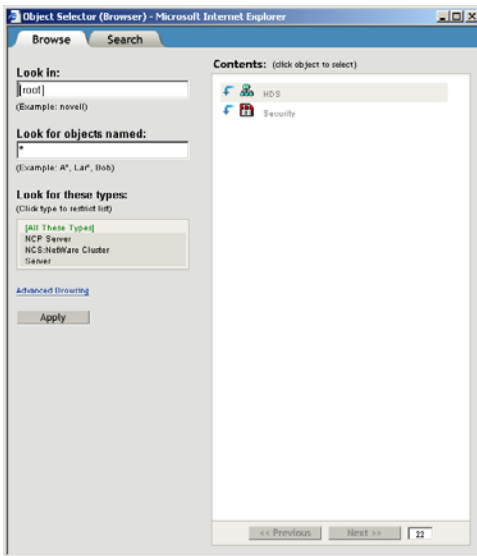 Object Selector (Browser) - Microsoft Internet Explorer
Browse Search
Look in:
[root]
(Example: novell)
Look for objects named:
*
(Example: A*, Lar*, Bob)
Look for these types:
(Click type to restrict list)
[All These Types]
NCP Server
NCS:NetWare Cluster
Server
Advanced Browsing
Apply
Contents: (click object to select)
HDS
Security
<< Previous Next >> 22